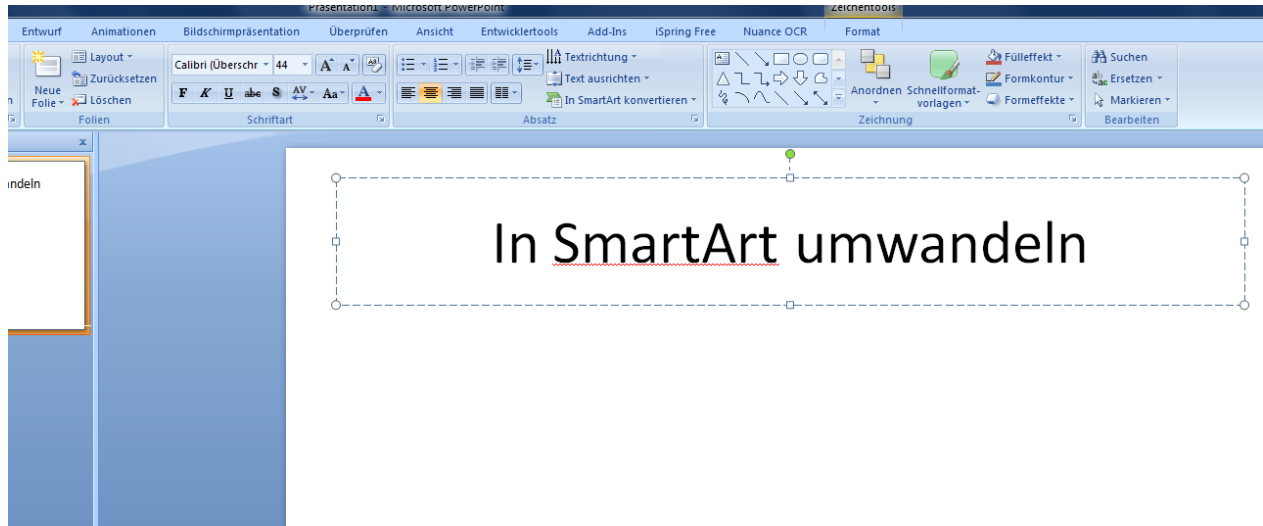 Präsentation1 - Microsoft PowerPoint
Zeichentools
Entwurf Animationen Bildschirmpräsentation Überprüfen Ansicht Entwicklertools Add-Ins iSpring Free Nuance OCR Format
Neue Folie
Layout
Zurücksetzen
Löschen
Folien
Calibri (Überschr 44
F K U abc S AV Aa A
Schriftart
Textrichtung
Text ausrichten
In SmartArt konvertieren
Absatz
Anordnen
Schnellformat-
vorlagen
Fülleffekt
Formkontur
Formeffekte
Zeichnung
Suchen
Ersetzen
Markieren
Bearbeiten
ndeln
In SmartArt umwandeln